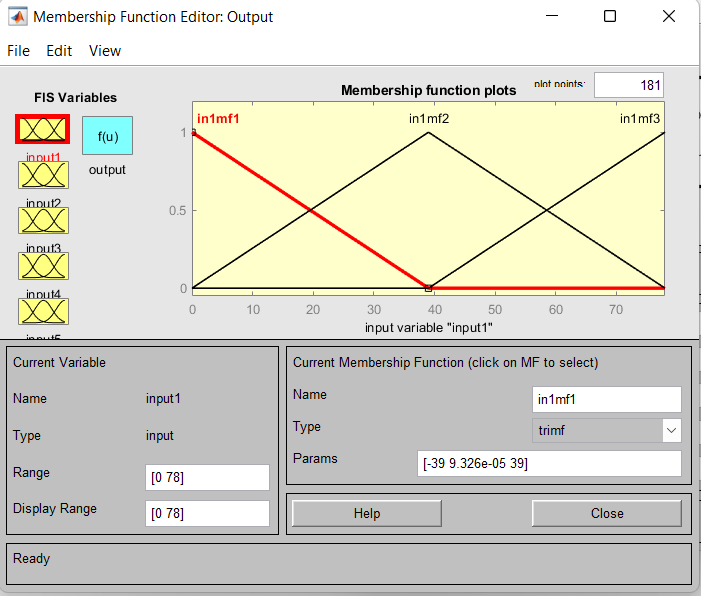 Membership Function Editor: Output
File Edit View
FIS Variables
Membership function plots
plot points:
181
input1
input2
input3
input4
input5
f(u)
output
in1mf1
in1mf2
in1mf3
1
0.5
0
0 10 20 30 40 50 60 70
input variable "input1"
Current Variable
Name input1
Type input
Range [0 78]
Display Range [0 78]
Current Membership Function (click on MF to select)
Name in1mf1
Type trimf
Params [-39 9.326e-05 39]
Help Close
Ready